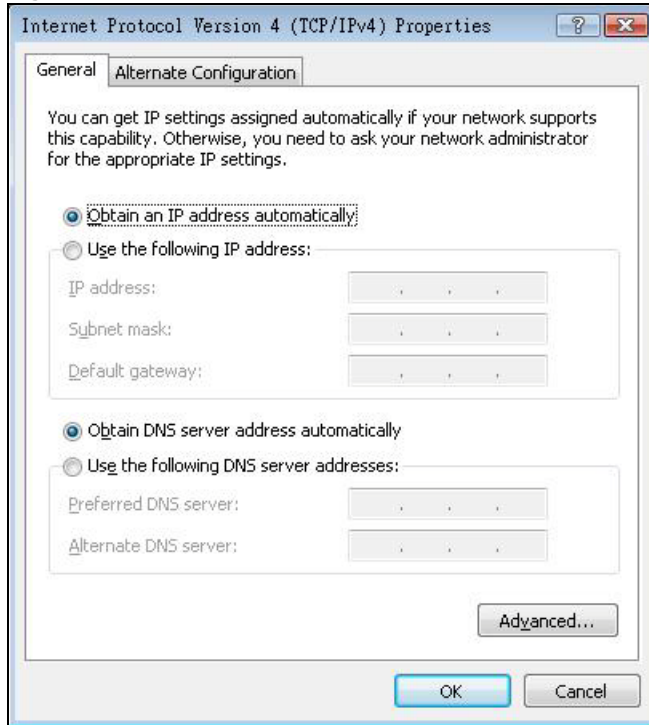 Internet Protocol Version 4 (TCP/IPv4) Properties
General
Alternate Configuration
You can get IP settings assigned automatically if your network supports
this capability. Otherwise, you need to ask your network administrator
for the appropriate IP settings.
Obtain an IP address automatically
Use the following IP address:
IP address:
Subnet mask:
Default gateway:
Obtain DNS server address automatically
Use the following DNS server addresses:
Preferred DNS server:
Alternate DNS server:
Advanced...
OK
Cancel